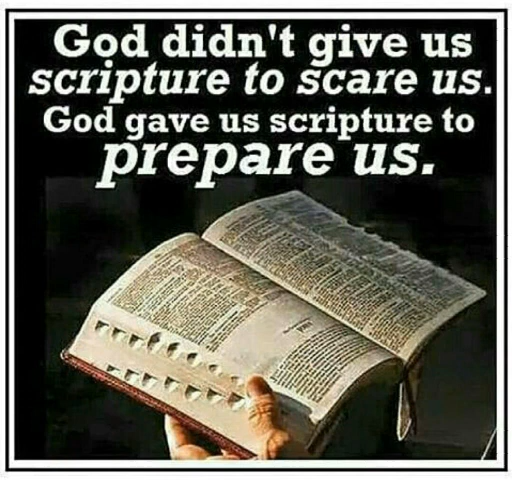 God didn't give us
scripture to scare us.
God gave us scripture to
prepare us.